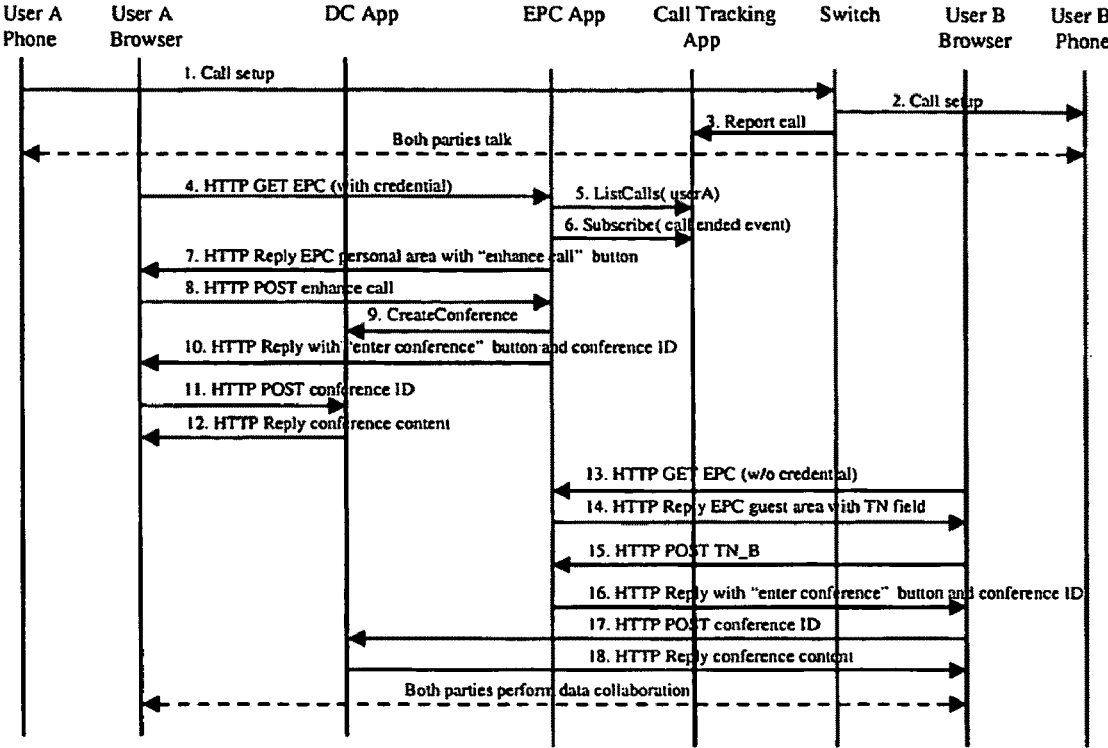 User A Phone
User A Browser
DC App
EPC App
Call Tracking App
Switch
User B Browser
User B Phone
1. Call setup
2. Call setup
3. Report call
Both parties talk
4. HTTP GET EPC (with credential)
5. ListCalls( userA)
6. Subscribe( call ended event)
7. HTTP Reply EPC personal area with “enhance call” button
8. HTTP POST enhance call
9. CreateConference
10. HTTP Reply with “enter conference” button and conference ID
11. HTTP POST conference ID
12. HTTP Reply conference content
13. HTTP GET EPC (w/o credential)
14. HTTP Reply EPC guest area with TN field
15. HTTP POST TN_B
16. HTTP Reply with “enter conference” button and conference ID
17. HTTP POST conference ID
18. HTTP Reply conference content
Both parties perform data collaboration